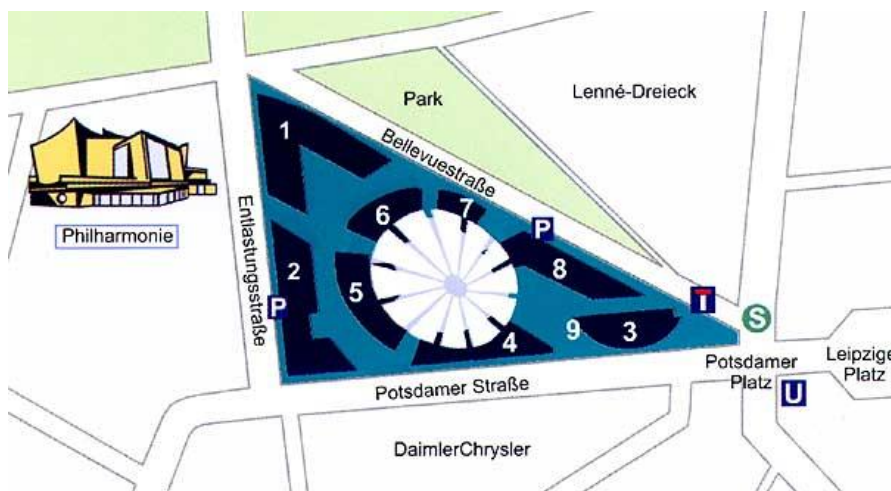 Park
Lenné-Dreieck
1
Bellevuestraße
Philharmonie
Entlastungsstraße
6
7
P
2
8
5
P
T
S
9
3
4
Potsdamer
Platz
Leipzige
Platz
Potsdamer Straße
U
DaimlerChrysler